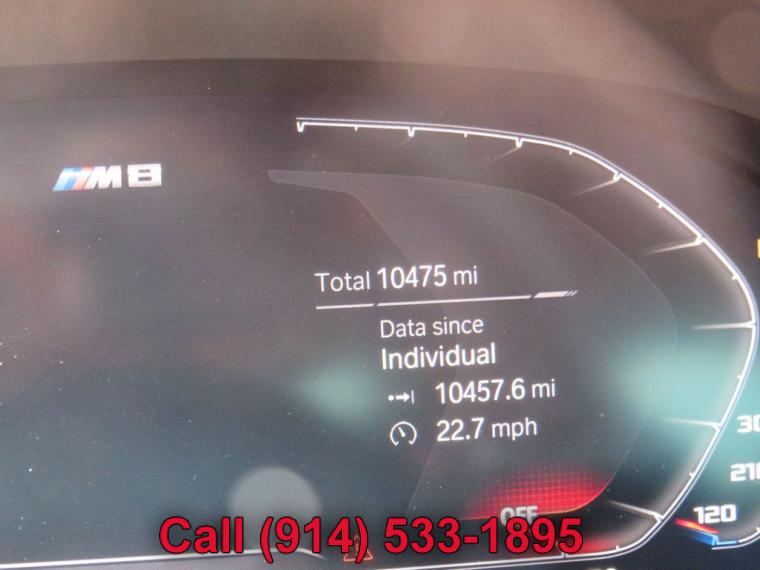 M8
Total 10475 mi
Data since
Individual
10457.6 mi
22.7 mph
210
120
OFF
Call (914) 533-1895